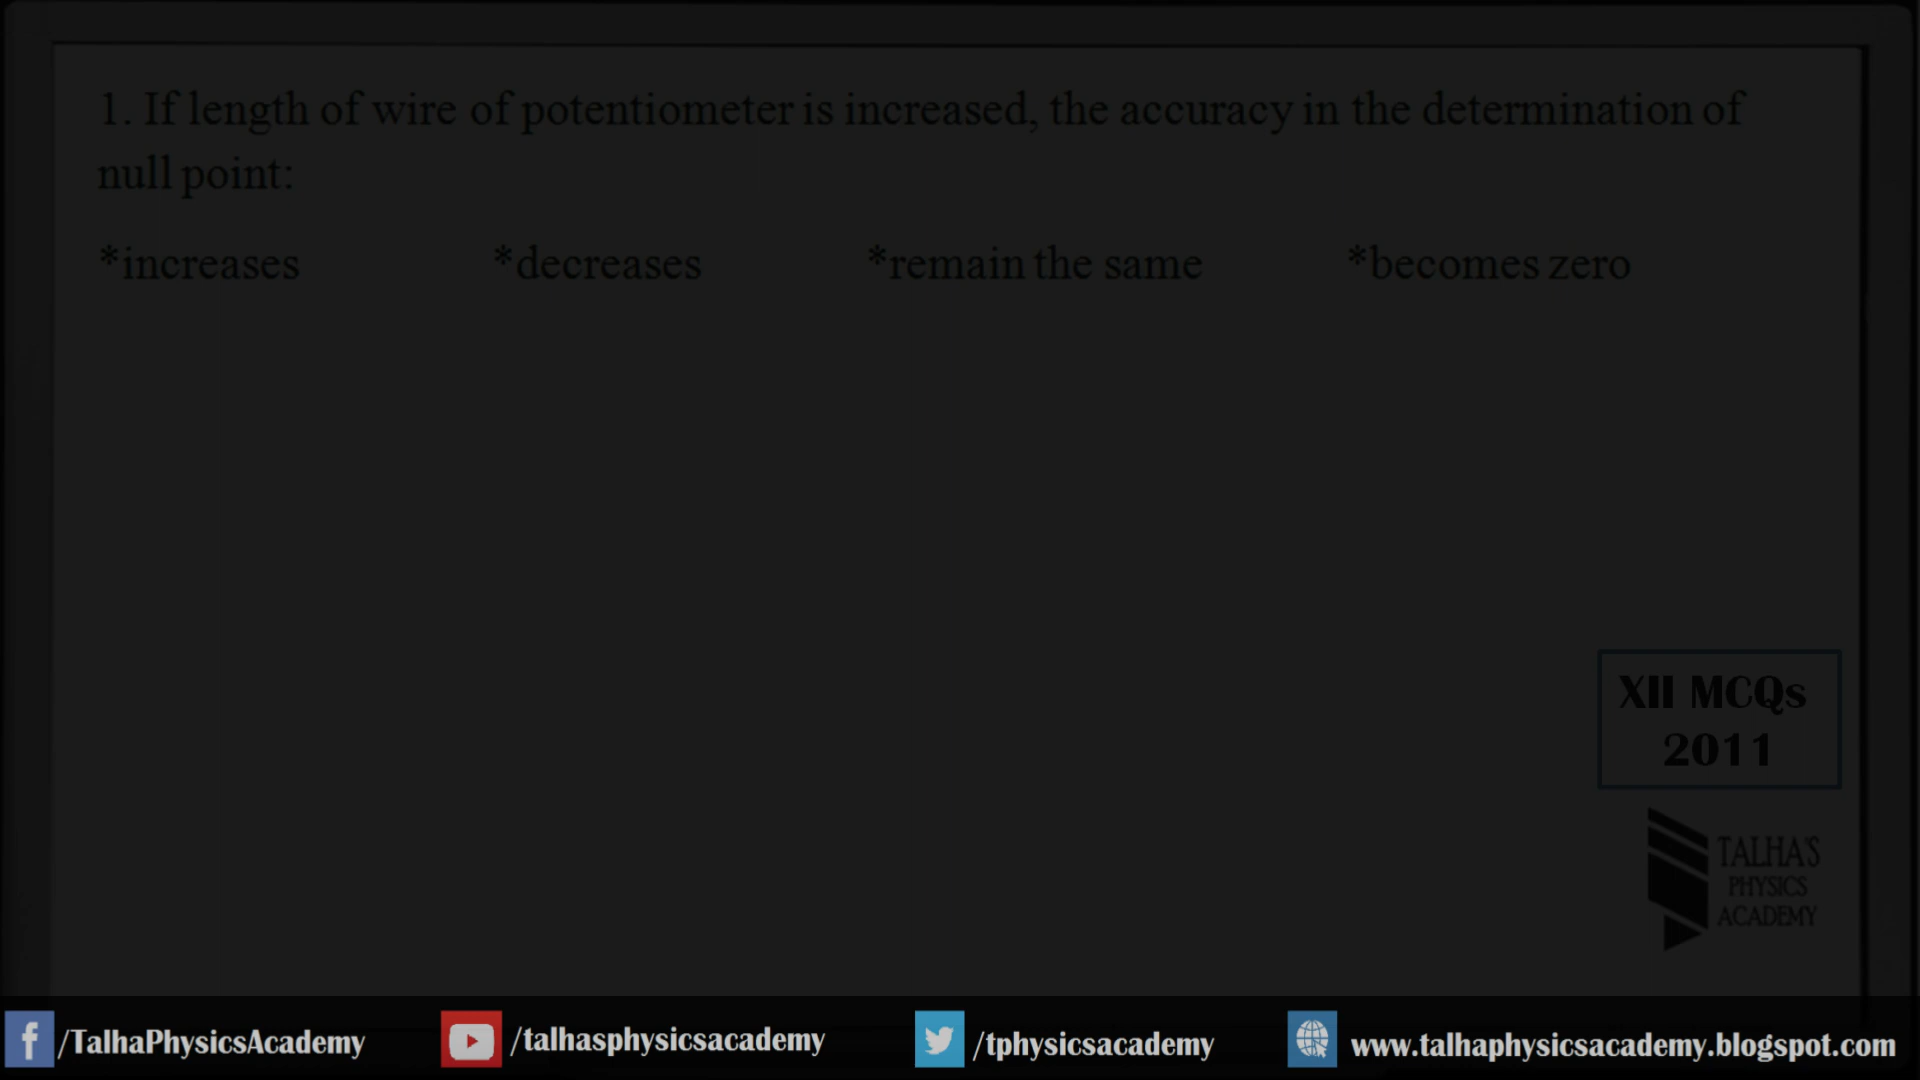 1. If length of wire of potentiometer is increased, the accuracy in the determination of
null point:
*increases *decreases *remain the same *becomes zero
XII MCQs
2011
TALHA'S
PHYSICS
ACADEMY
/TalhaPhysicsAcademy /talhasphysicsacademy /tphysicsacademy www.talhaphysicsacademy.blogspot.com